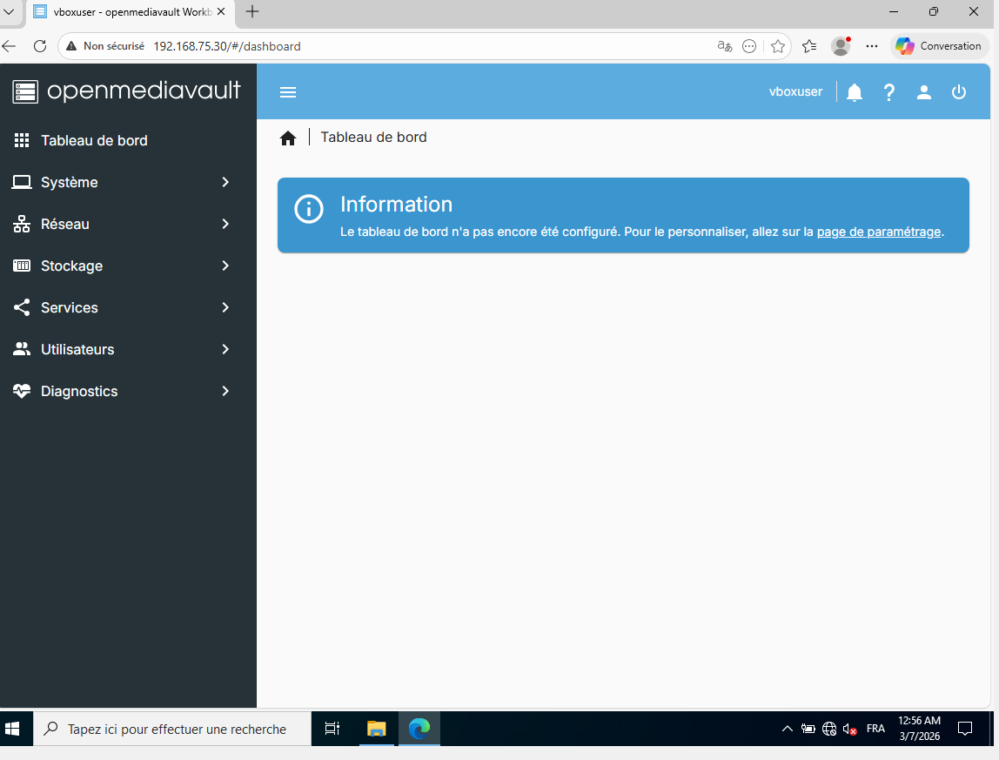 vboxuser - openmediavault Workb
Non sécurisé 192.168.75.30/#/dashboard
Conversation
openmediavault
vboxuser
Tableau de bord
Tableau de bord
Système
Réseau
Stockage
Services
Utilisateurs
Diagnostics
Information
Le tableau de bord n'a pas encore été configuré. Pour le personnaliser, allez sur la page de paramétrage.
Tapez ici pour effectuer une recherche
FRA
12:56 AM
3/7/2026